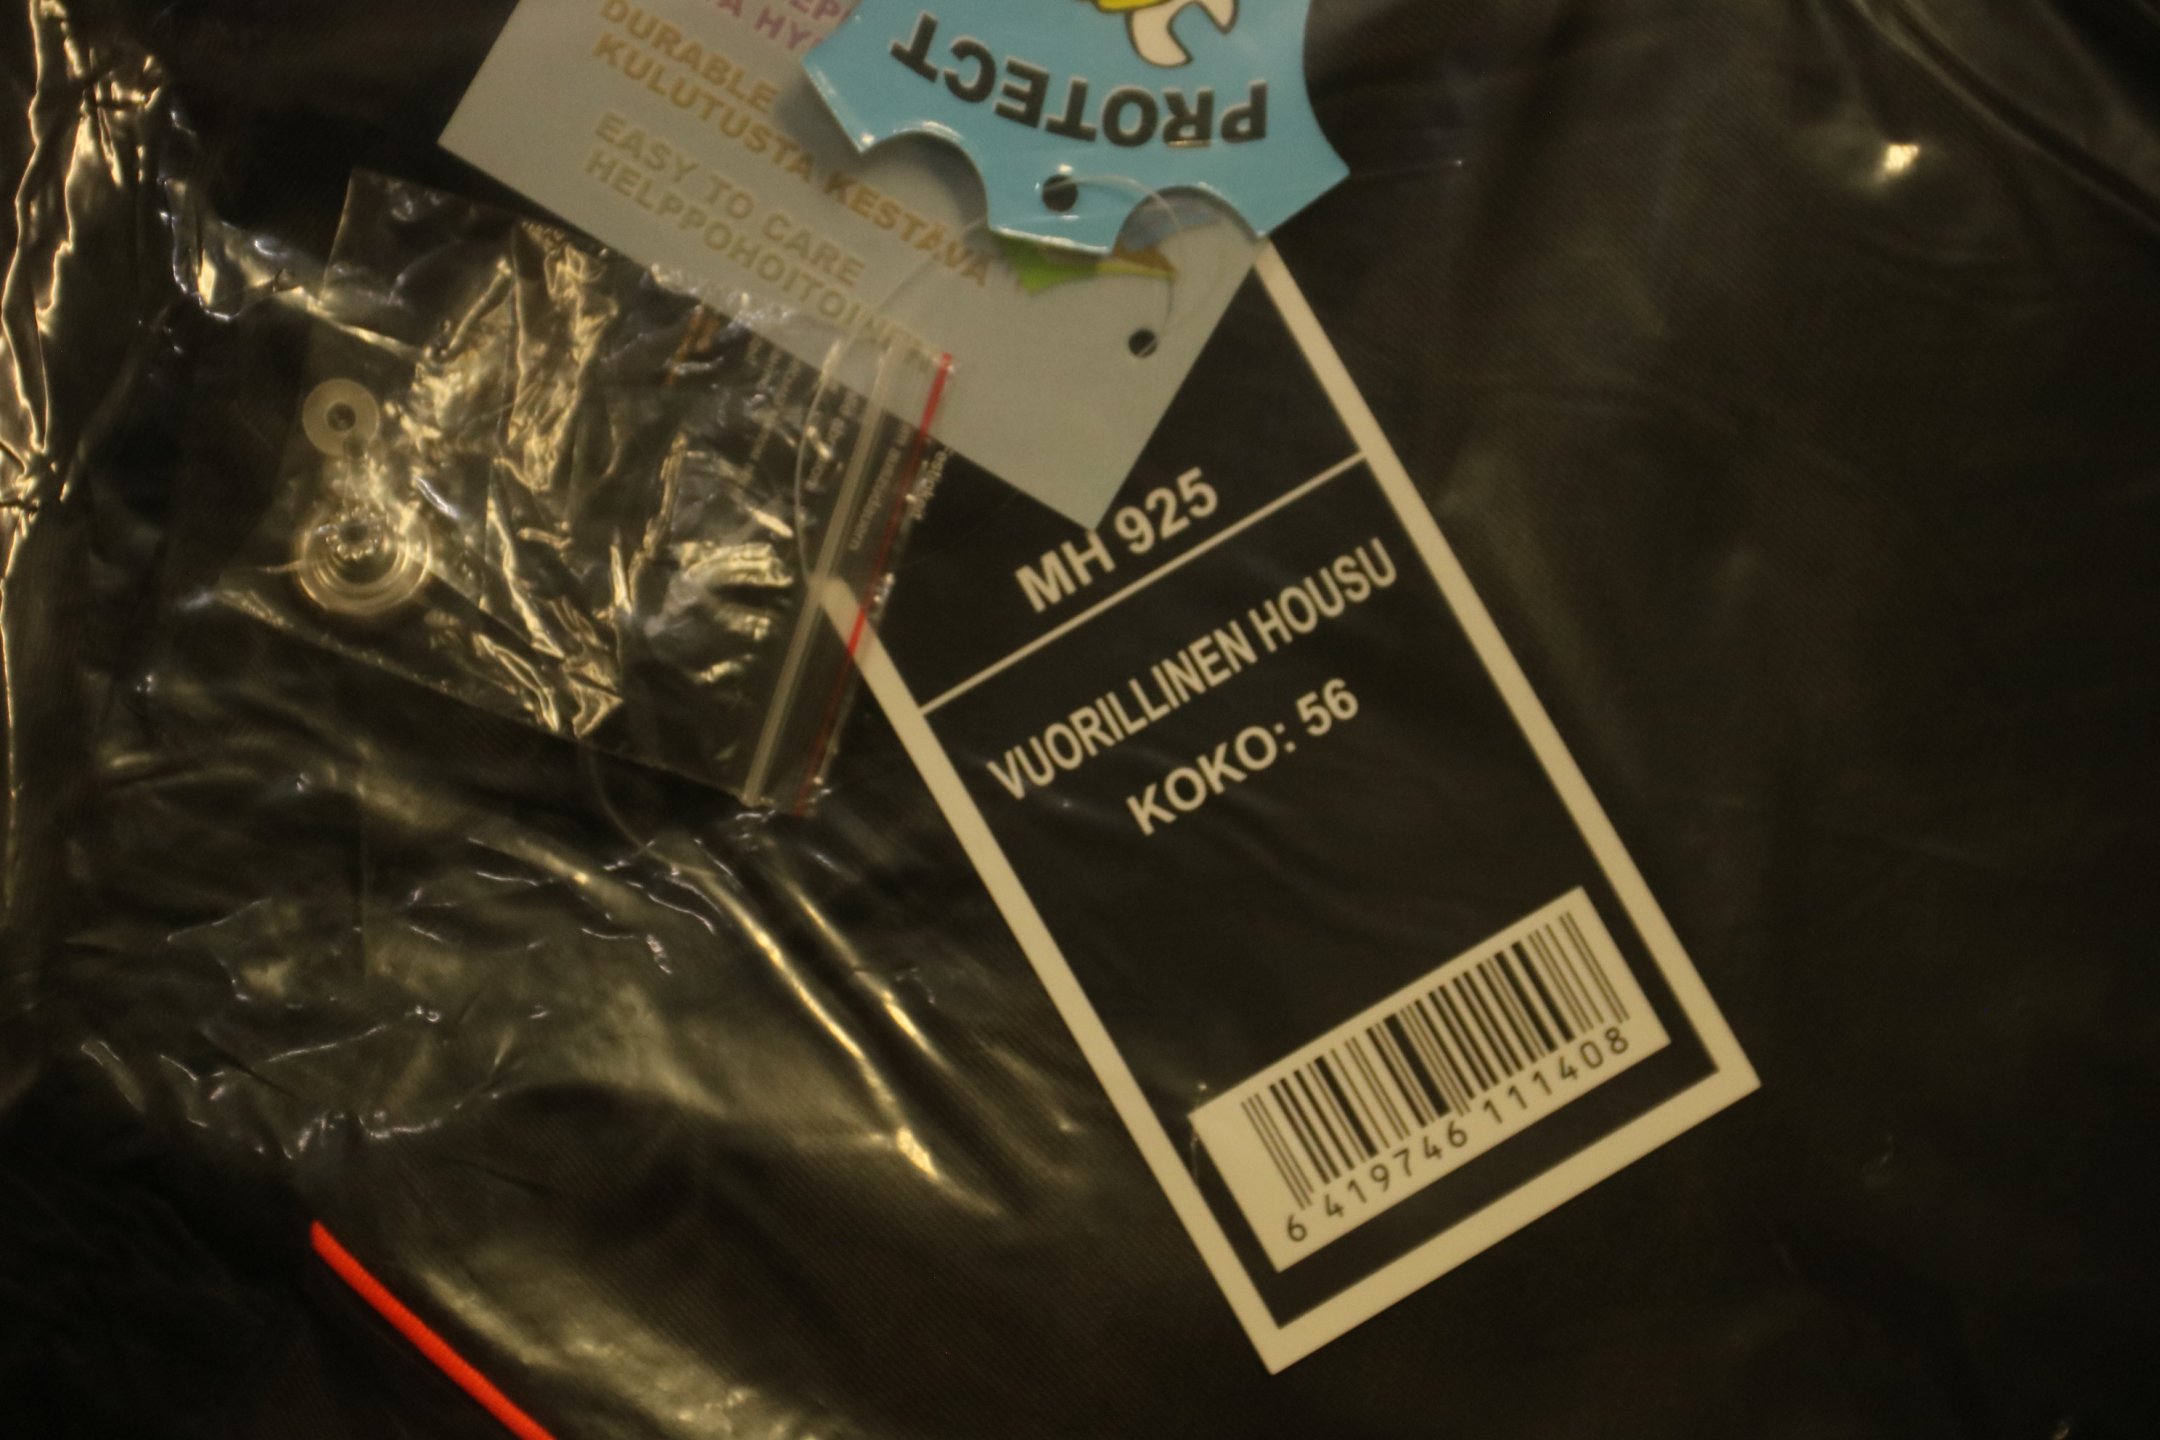 PROTECT
DURABLE
KULUTUSTA KESTÄVÄ
EASY TO CARE
HELPPOHOITOINEN
MH 925
VUORILLINEN HOUSU
KOKO: 56
6 419746 111408